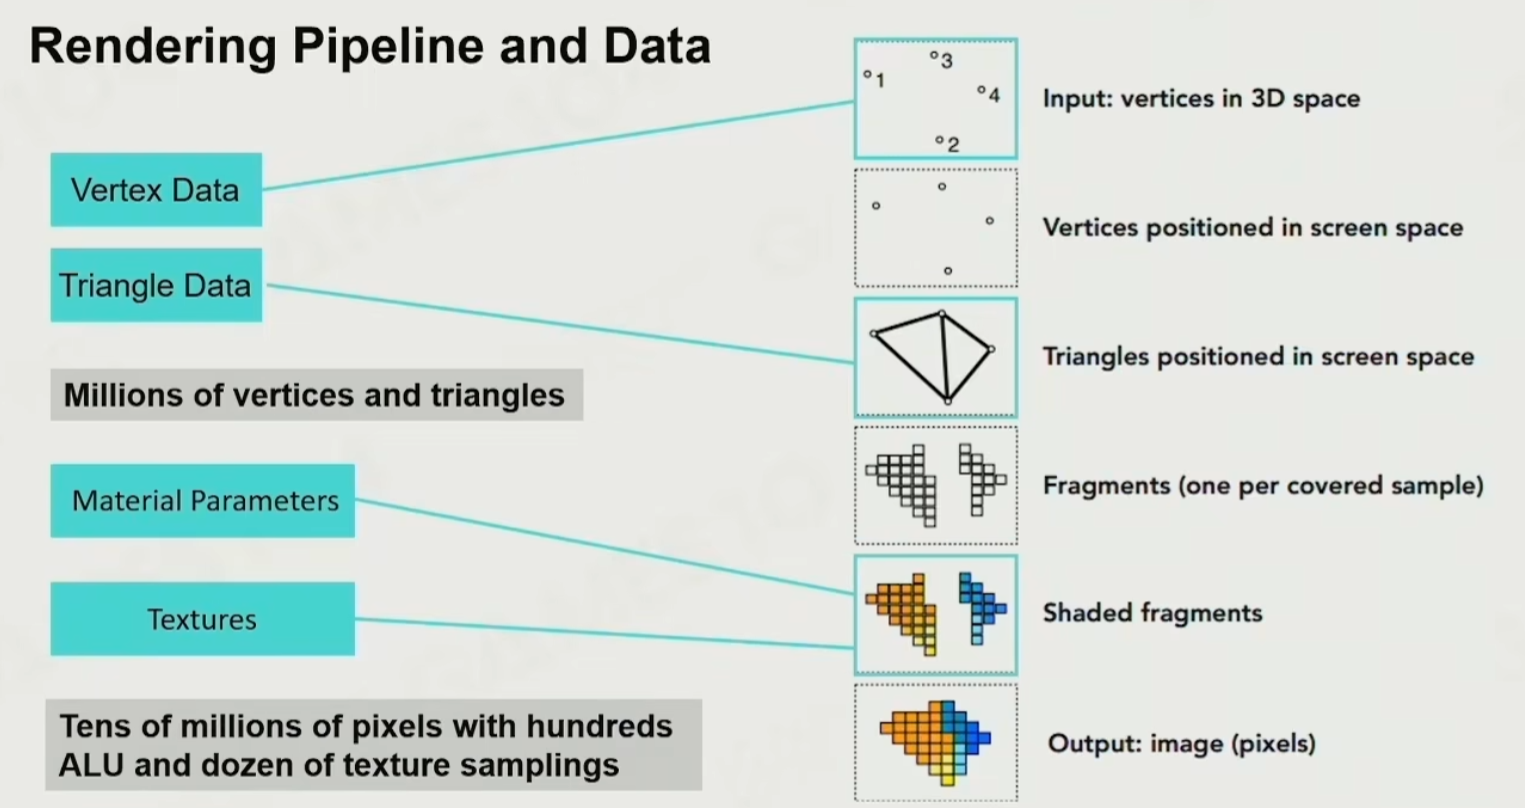 Rendering Pipeline and Data
Vertex Data
Triangle Data
Millions of vertices and triangles
Material Parameters
Textures
Tens of millions of pixels with hundreds
ALU and dozen of texture samplings
1
3
4
2
Input: vertices in 3D space
Vertices positioned in screen space
Triangles positioned in screen space
Fragments (one per covered sample)
Shaded fragments
Output: image (pixels)